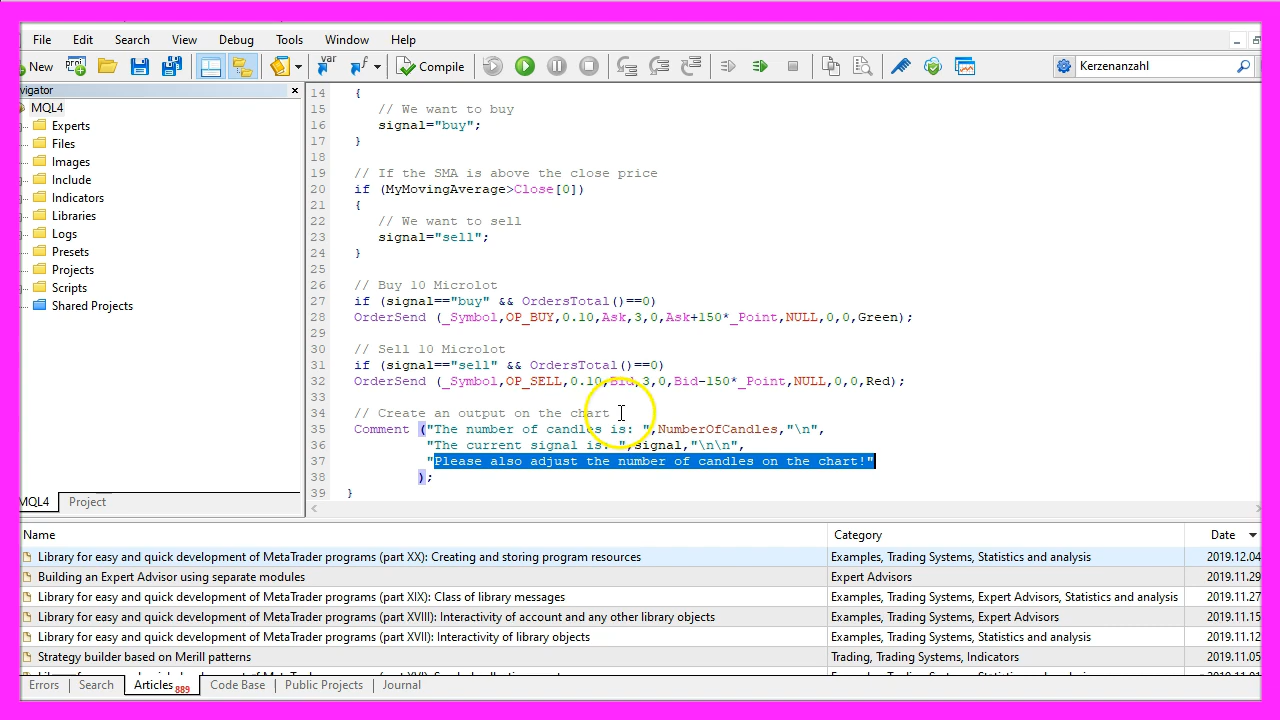 File Edit Search View Debug Tools Window Help
New Compile Kerzenanzahl
vigator
MQL4
Experts
Files
Images
Include
Indicators
Libraries
Logs
Presets
Projects
Scripts
Shared Projects
MQL4 Project
14 {
15 // We want to buy
16 signal="buy";
17 }
18
19 // If the SMA is above the close price
20 if (MyMovingAverage>Close[0])
21 {
22 // We want to sell
23 signal="sell";
24 }
25
26 // Buy 10 Microlot
27 if (signal=="buy" && OrdersTotal()==0)
28 OrderSend (_Symbol,OP_BUY,0.10,Ask,3,0,Ask+150*_Point,NULL,0,0,Green);
29
30 // Sell 10 Microlot
31 if (signal=="sell" && OrdersTotal()==0)
32 OrderSend (_Symbol,OP_SELL,0.10,Bid,3,0,Bid-150*_Point,NULL,0,0,Red);
33
34 // Create an output on the chart
35 Comment ("The number of candles is: ",NumberOfCandles,"\n",
36 "The current signal is: ",signal,"\n\n",
37 "Please also adjust the number of candles on the chart!"
38 );
39 }
Name Category Date
Library for easy and quick development of MetaTrader programs (part XX): Creating and storing program resources Examples, Trading Systems, Statistics and analysis 2019.12.04
Building an Expert Advisor using separate modules Expert Advisors 2019.11.29
Library for easy and quick development of MetaTrader programs (part XIX): Class of library messages Examples, Trading Systems, Expert Advisors, Statistics and analysis 2019.11.27
Library for easy and quick development of MetaTrader programs (part XVIII): Interactivity of account and any other library objects Examples, Trading Systems, Expert Advisors 2019.11.15
Library for easy and quick development of MetaTrader programs (part XVII): Interactivity of library objects Examples, Trading Systems, Statistics and analysis 2019.11.12
Strategy builder based on Merill patterns Trading, Trading Systems, Indicators 2019.11.05
Errors Search Articles 889 Code Base Public Projects Journal